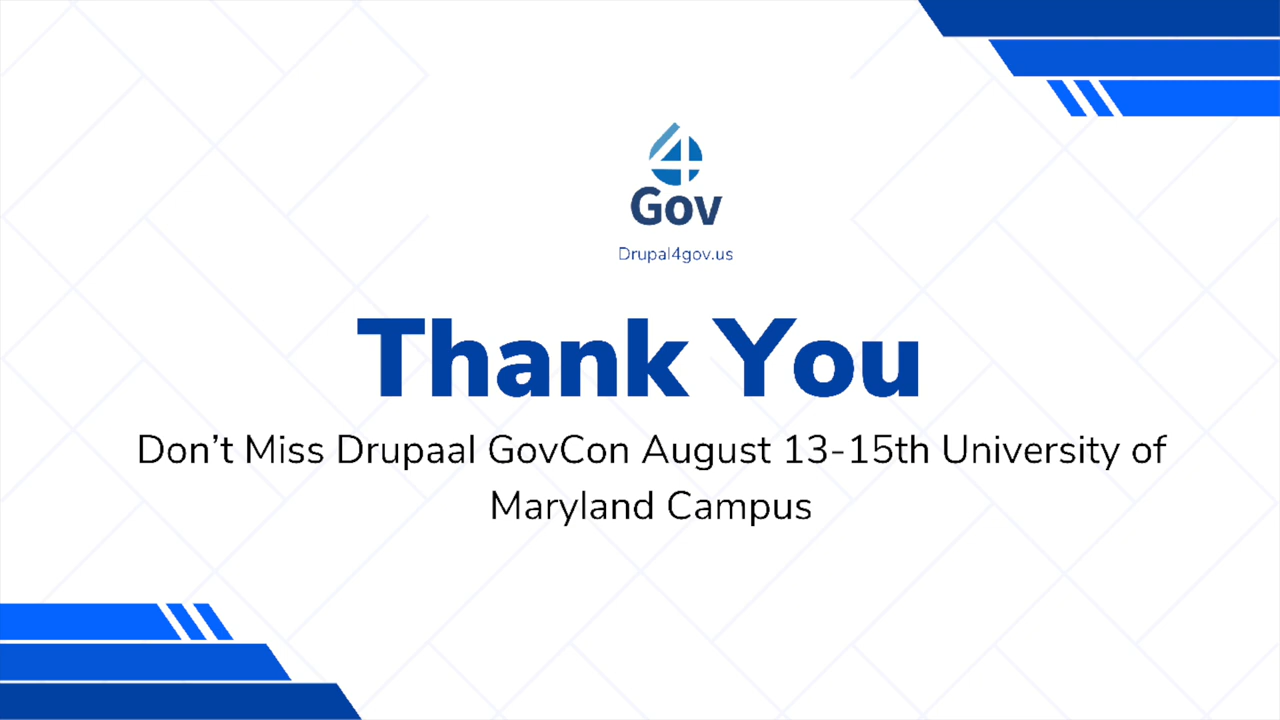 4
Gov
Drupal4gov.us
Thank You
Don’t Miss Drupaal GovCon August 13-15th University of
Maryland Campus